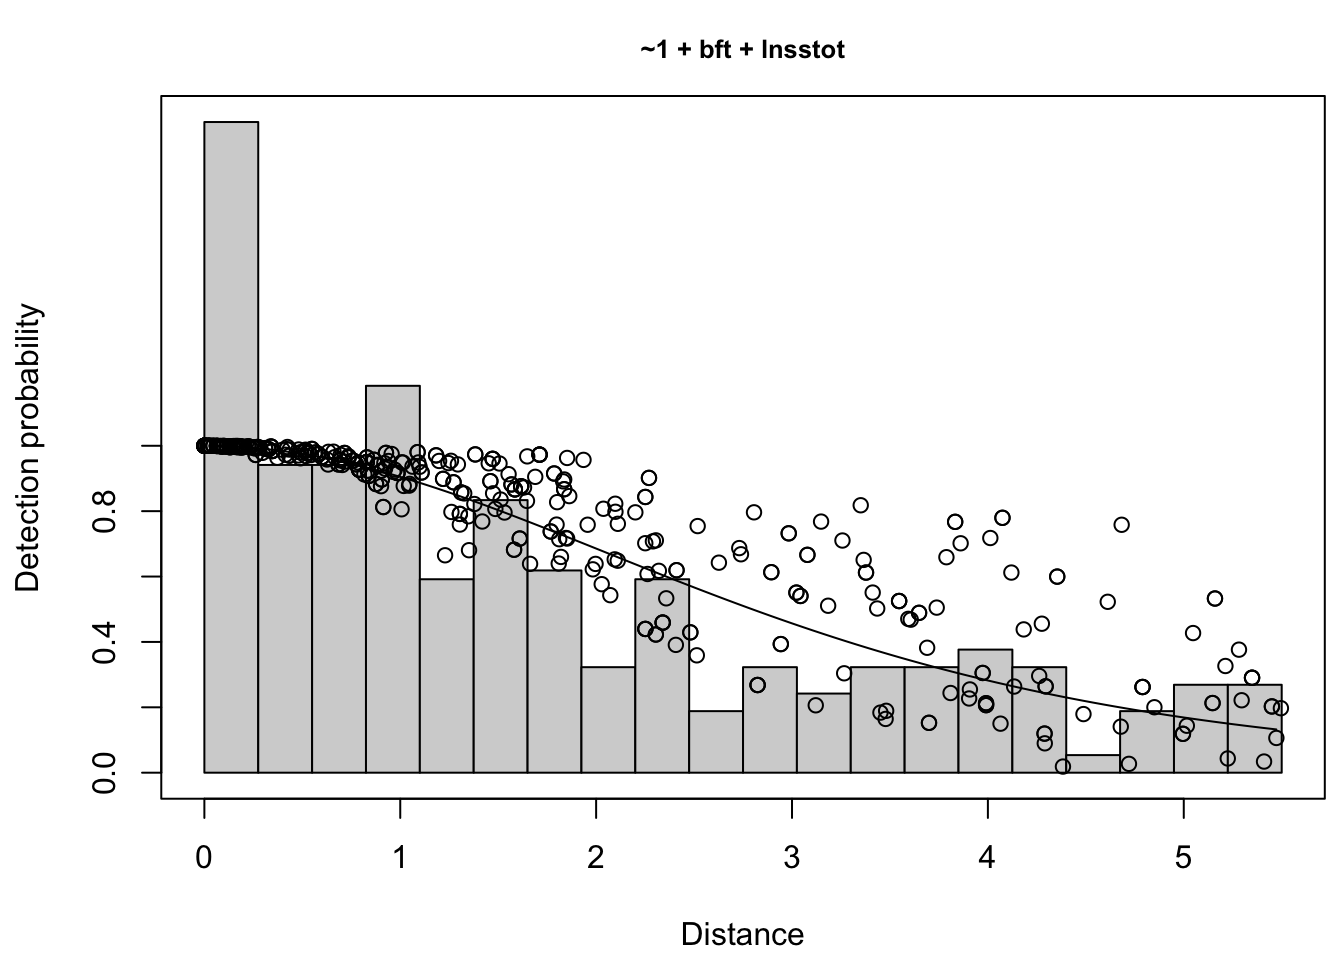 ~1 + bft + lnsstot
Detection probability
0.8
0.4
0.0
0 1 2 3 4 5
Distance